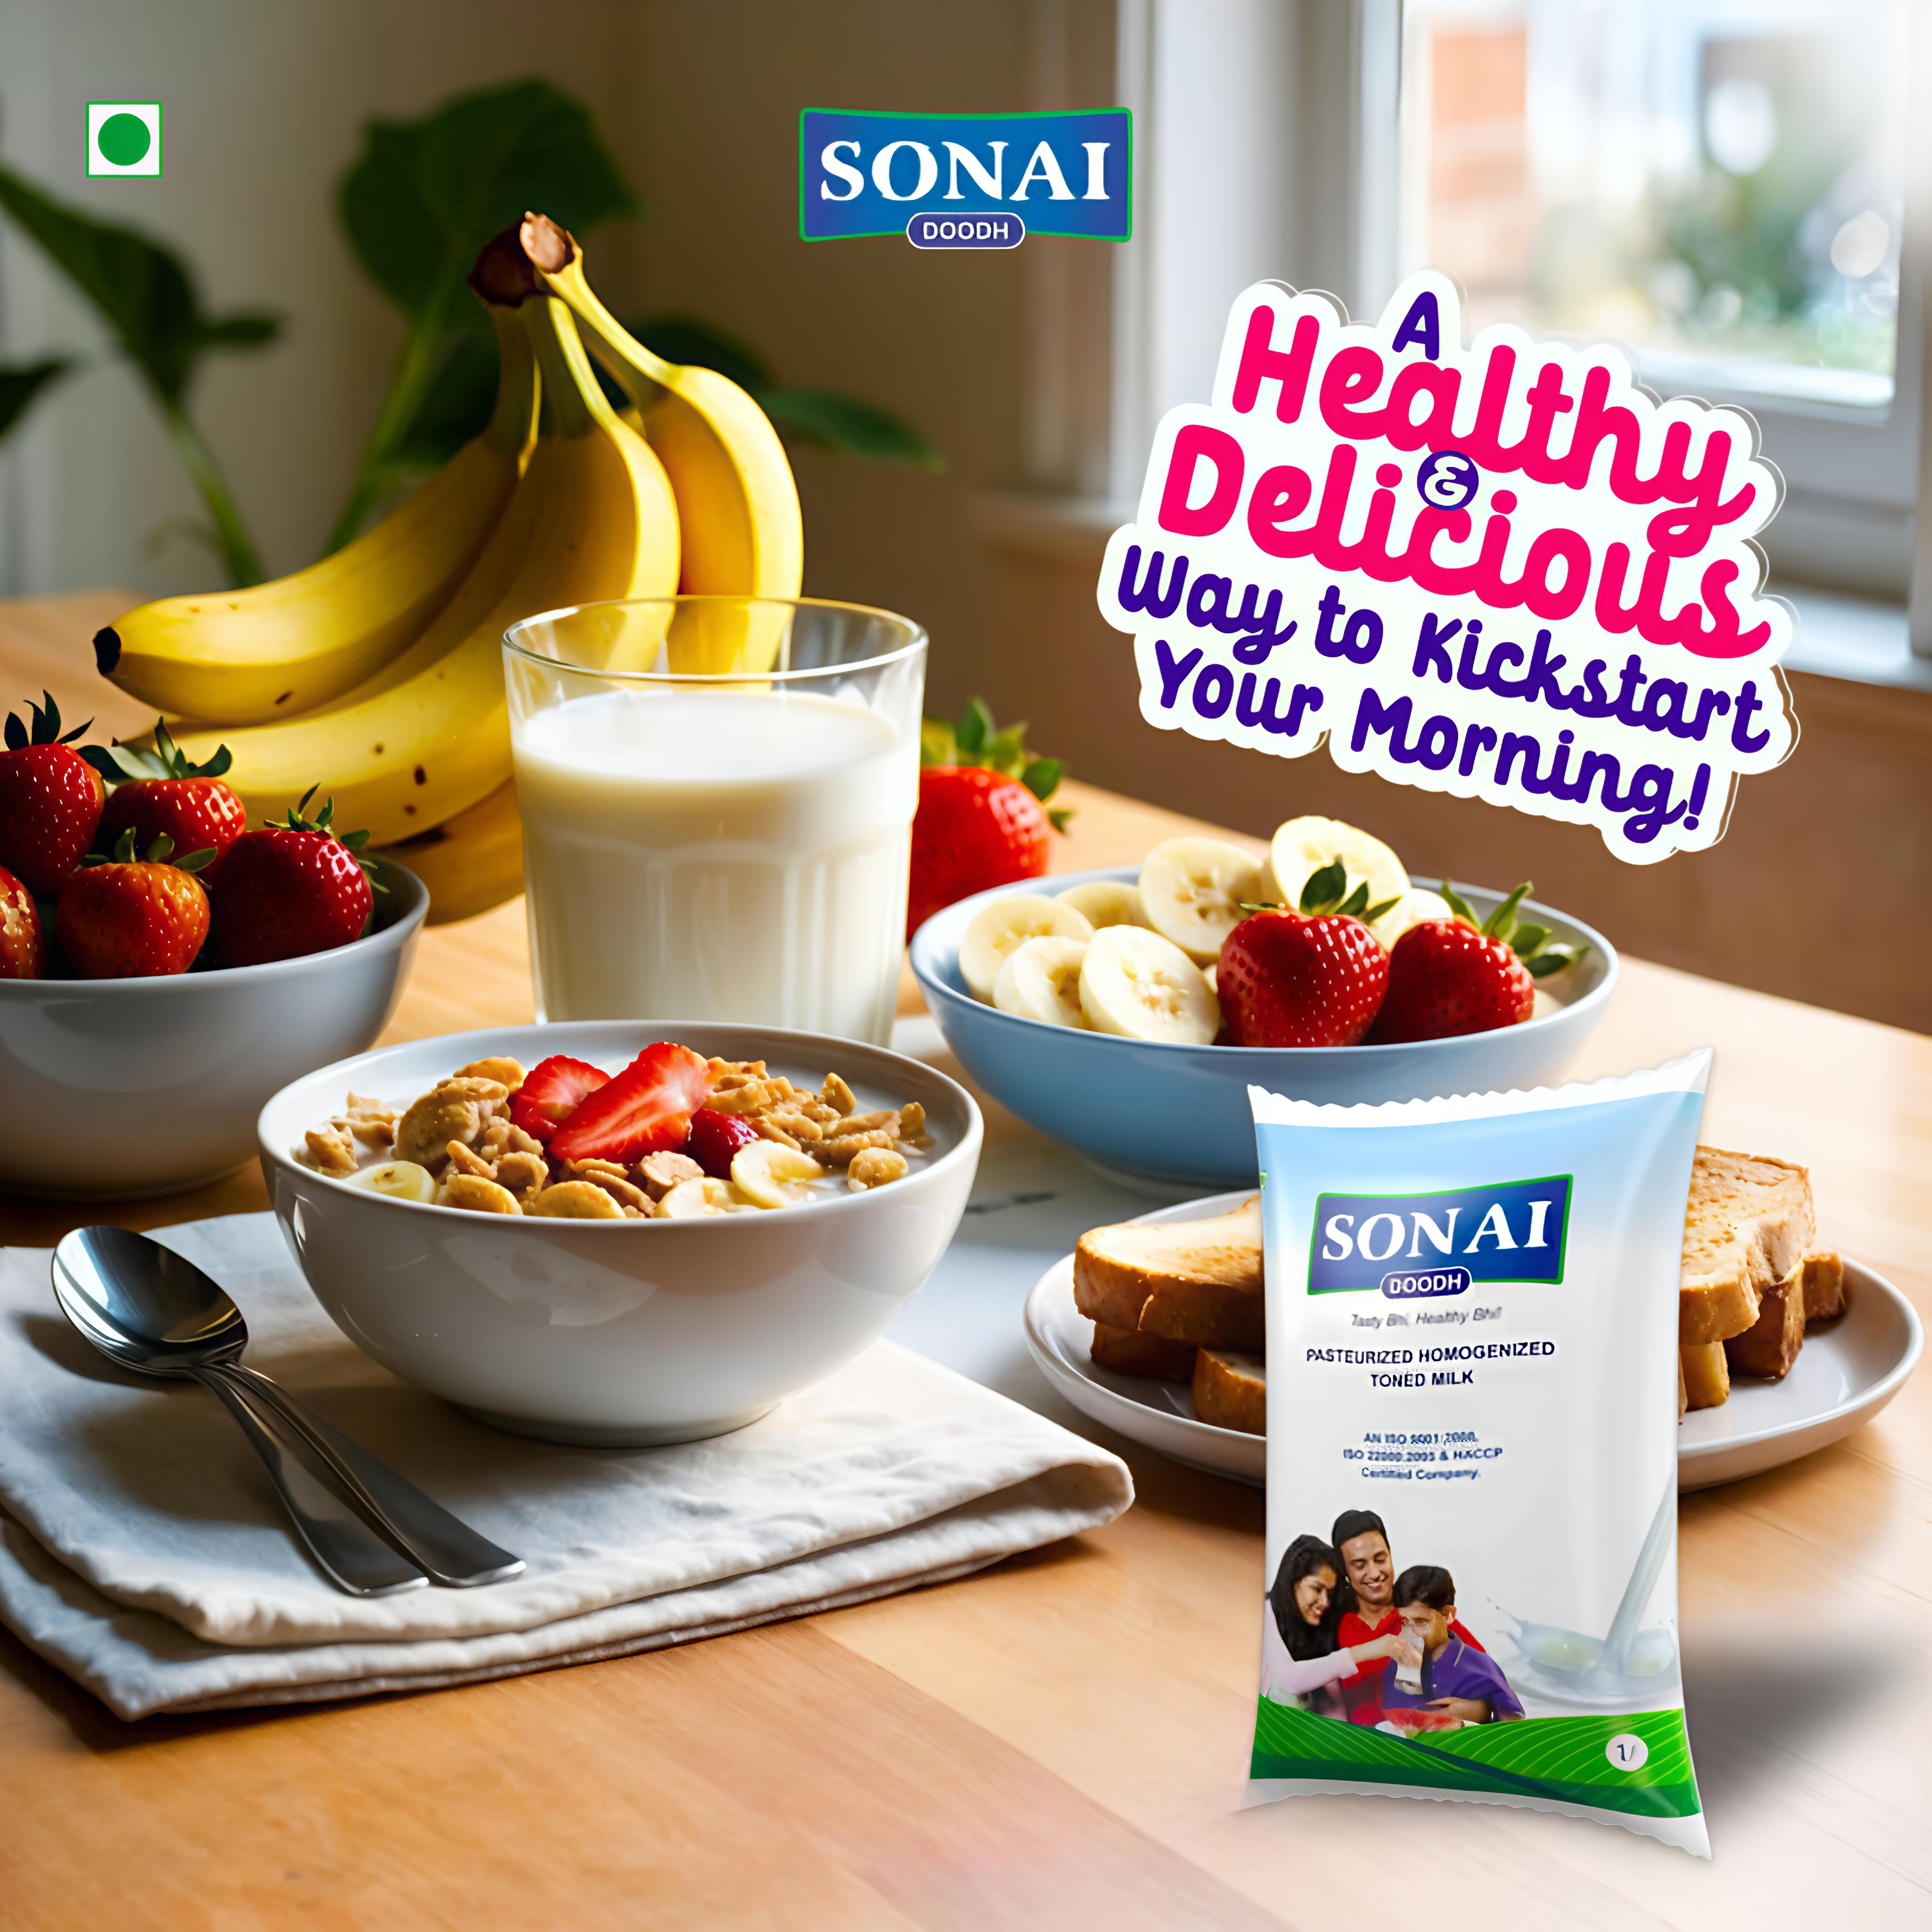 SONAI
DOODH
A
Healthy
&
Delicious
Way to Kickstart
Your Morning!
SONAI
DOODH
Tasty Bhi, Healthy Bhi!
PASTEURIZED HOMOGENIZED
TONED MILK
AN ISO 9001:2008,
ISO 22000:2005 & HACCP
Certified Company.